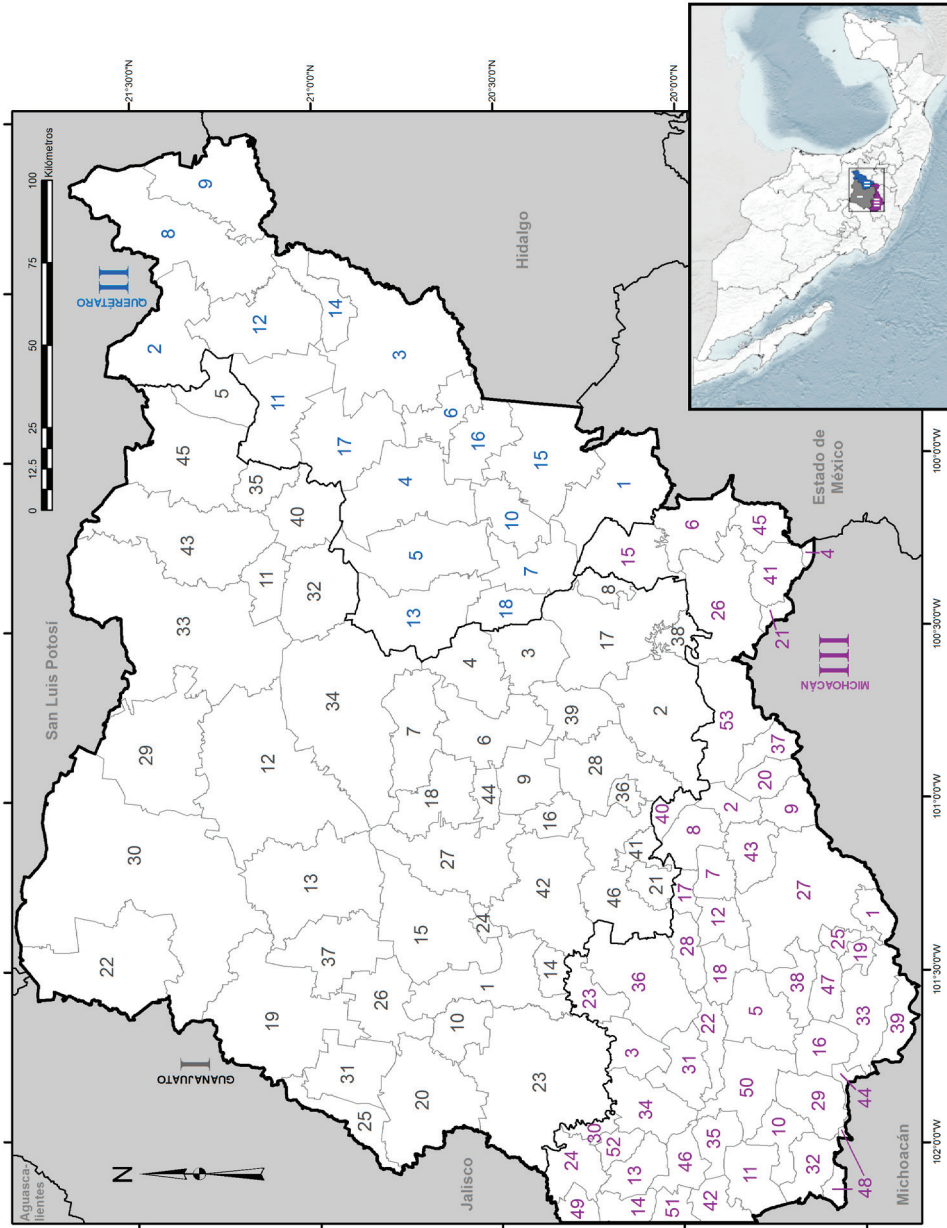 Aguasca-
lientes
San Luis Potosí
0 12.5 25 50 75 100
Kilómetros
N
QUERÉTARO
II
21°30'0"N
22 30 29
33 43 45 2 8 9
GUANAJUATO
I
19 13 12 11 35 5 11 12
31 37 34 32 40 17 14
21°0'0"N
25 26
20 15 18 7 13 5 4 3
10 27 6 4 6
1 24 44 18 10 16
Jalisco
Hidalgo
20°30'0"N
23 14 42 16 9 3 7 15
39
24 49 30 52 23 28 17 8 1
46 41 36 21 15
13 14 34 3 36 40 2 38
46 51 31 28 17 8 6
20°0'0"N
42 35 22 18 12 7 2 53 26
11 50 5 43 20 37 45
10 38 9 41 21
32 29 16 47 27 4
25
48 44 33 19 1
39
MICHOACÁN
III
Estado de
México
Michoacán
102°0'0"W 101°30'0"W 101°0'0"W 100°30'0"W 100°0'0"W
I II III